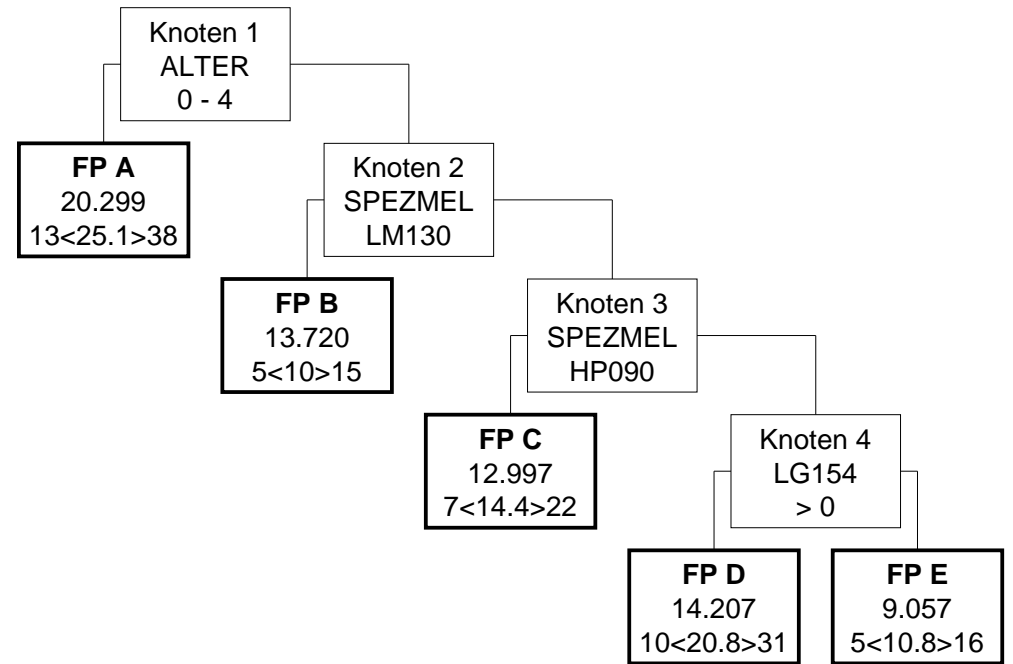 Knoten 1
ALTER
0 - 4
FP A
20.299
13<25.1>38
Knoten 2
SPEZMEL
LM130
FP B
13.720
5<10>15
Knoten 3
SPEZMEL
HP090
FP C
12.997
7<14.4>22
Knoten 4
LG154
> 0
FP D
14.207
10<20.8>31
FP E
9.057
5<10.8>16